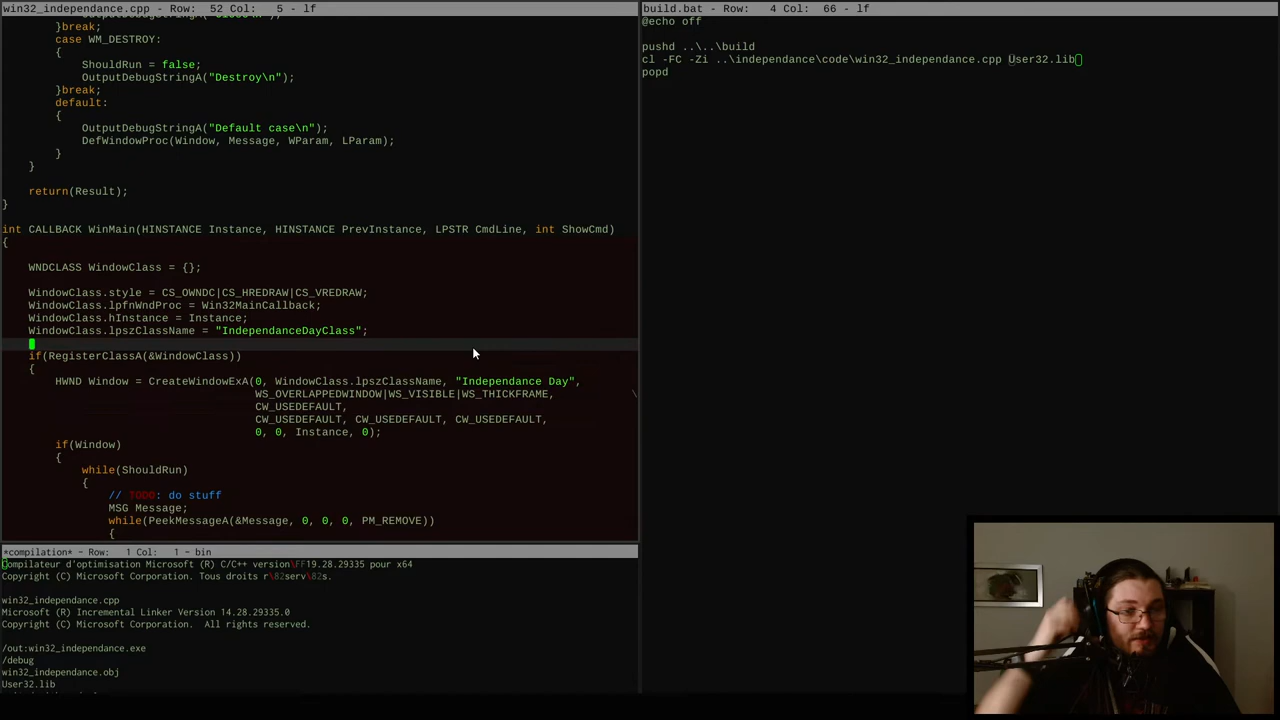 win32_independance.cpp - Row: 52 Col: 5 - lf
}break;
case WM_DESTROY:
{
ShouldRun = false;
OutputDebugStringA("Destroy\n");
}break;
default:
{
OutputDebugStringA("Default case\n");
DefWindowProc(Window, Message, WParam, LParam);
}
}
return(Result);
}
int CALLBACK WinMain(HINSTANCE Instance, HINSTANCE PrevInstance, LPSTR CmdLine, int ShowCmd)
{
WNDCLASS WindowClass = {};
WindowClass.style = CS_OWNDC|CS_HREDRAW|CS_VREDRAW;
WindowClass.lpfnWndProc = Win32MainCallback;
WindowClass.hInstance = Instance;
WindowClass.lpszClassName = "IndependanceDayClass";
if(RegisterClassA(&WindowClass))
{
HWND Window = CreateWindowExA(0, WindowClass.lpszClassName, "Independance Day",
WS_OVERLAPPEDWINDOW|WS_VISIBLE|WS_THICKFRAME, \
CW_USEDEFAULT,
CW_USEDEFAULT, CW_USEDEFAULT, CW_USEDEFAULT,
0, 0, Instance, 0);
if(Window)
{
while(ShouldRun)
{
// TODO: do stuff
MSG Message;
while(PeekMessageA(&Message, 0, 0, 0, PM_REMOVE))
{
*compilation* - Row: 1 Col: 1 - bin
Compilateur d'optimisation Microsoft (R) C/C++ version\FF19.28.29335 pour x64
Copyright (C) Microsoft Corporation. Tous droits r\82serv\82s.
win32_independance.cpp
Microsoft (R) Incremental Linker Version 14.28.29335.0
Copyright (C) Microsoft Corporation.  All rights reserved.
/out:win32_independance.exe
/debug
win32_independance.obj
User32.lib
build.bat - Row: 4 Col: 66 - lf
@echo off
pushd ..\..\build
cl -FC -Zi ..\independance\code\win32_independance.cpp User32.lib
popd